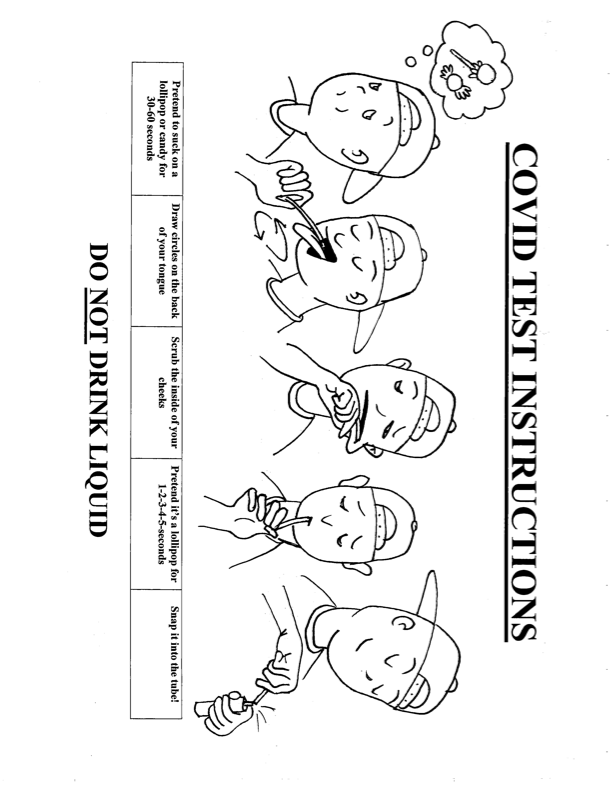 COVID TEST INSTRUCTIONS
Pretend to suck on a
lollipop or candy for
30-60 seconds
Draw circles on the back
of your tongue
Scrub the inside of your
cheeks
Pretend it's a lollipop for
1-2-3-4-5-seconds
Snap it into the tube!
DO NOT DRINK LIQUID